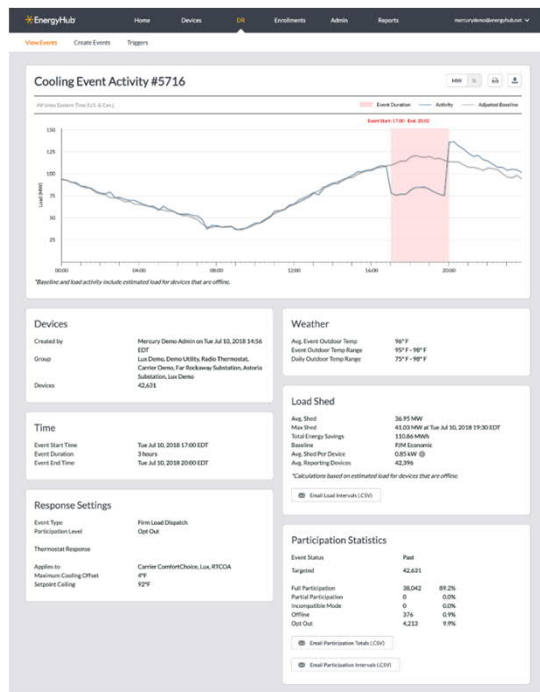 EnergyHub
Home Devices DR Enrollments Admin Reports mercurydemo@energyhub.net
View Events Create Events Triggers
Cooling Event Activity #5716
MW
All times Eastern Time (U.S. & Can.)
Event Duration Activity Adjusted Baseline
Event Start: 17:00 - End: 20:00
150
125
100
75
50
25
Load (MW)
00:00 04:00 08:00 12:00 16:00 20:00
*Baseline and load activity include estimated load for devices that are offline.
Devices
Created by Mercury Demo Admin on Tue Jul 10, 2018 14:56
EDT
Group Lux Demo, Demo Utility, Radio Thermostat,
Carrier Demo, Far Rockaway Substation, Astoria
Substation, Lux Demo
Devices 42,631
Time
Event Start Time Tue Jul 10, 2018 17:00 EDT
Event Duration 3 hours
Event End Time Tue Jul 10, 2018 20:00 EDT
Response Settings
Event Type Firm Load Dispatch
Participation Level Opt Out
Thermostat Response
Applies to Carrier ComfortChoice, Lux, RTCOA
Maximum Cooling Offset 4°F
Setpoint Ceiling 92°F
Weather
Avg. Event Outdoor Temp 96° F
Event Outdoor Temp Range 95° F - 98° F
Daily Outdoor Temp Range 75° F - 98° F
Load Shed
Avg. Shed 36.95 MW
Max Shed 41.03 MW at Tue Jul 10, 2018 19:30 EDT
Total Energy Savings 110.86 MWh
Baseline PJM Economic
Avg. Shed Per Device 0.85 kW
Avg. Reporting Devices 42,396
*Calculations based on estimated load for devices that are offline.
Email Load Intervals (.CSV)
Participation Statistics
Event Status Past
Targeted 42,631
Full Participation 38,042 89.2%
Partial Participation 0 0.0%
Incompatible Mode 0 0.0%
Offline 376 0.9%
Opt Out 4,213 9.9%
Email Participation Totals (.CSV)
Email Participation Intervals (.CSV)